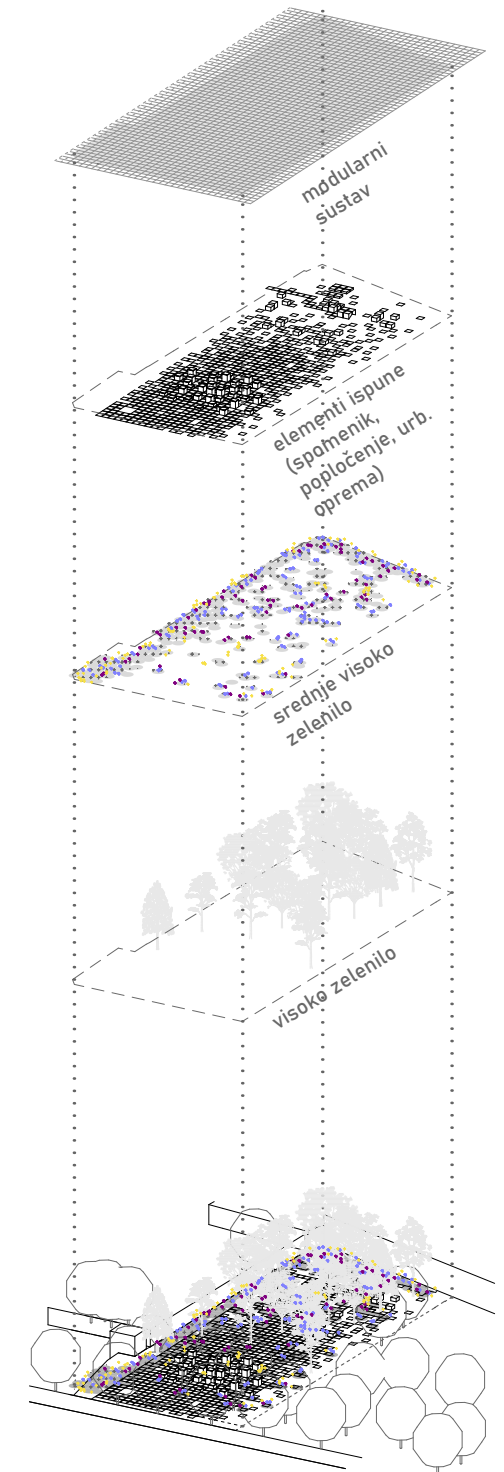 modularni
sustav
elementi ispune
(spomenik,
popločenje, urb.
oprema)
srednje visoko
zelenilo
visoko zelenilo